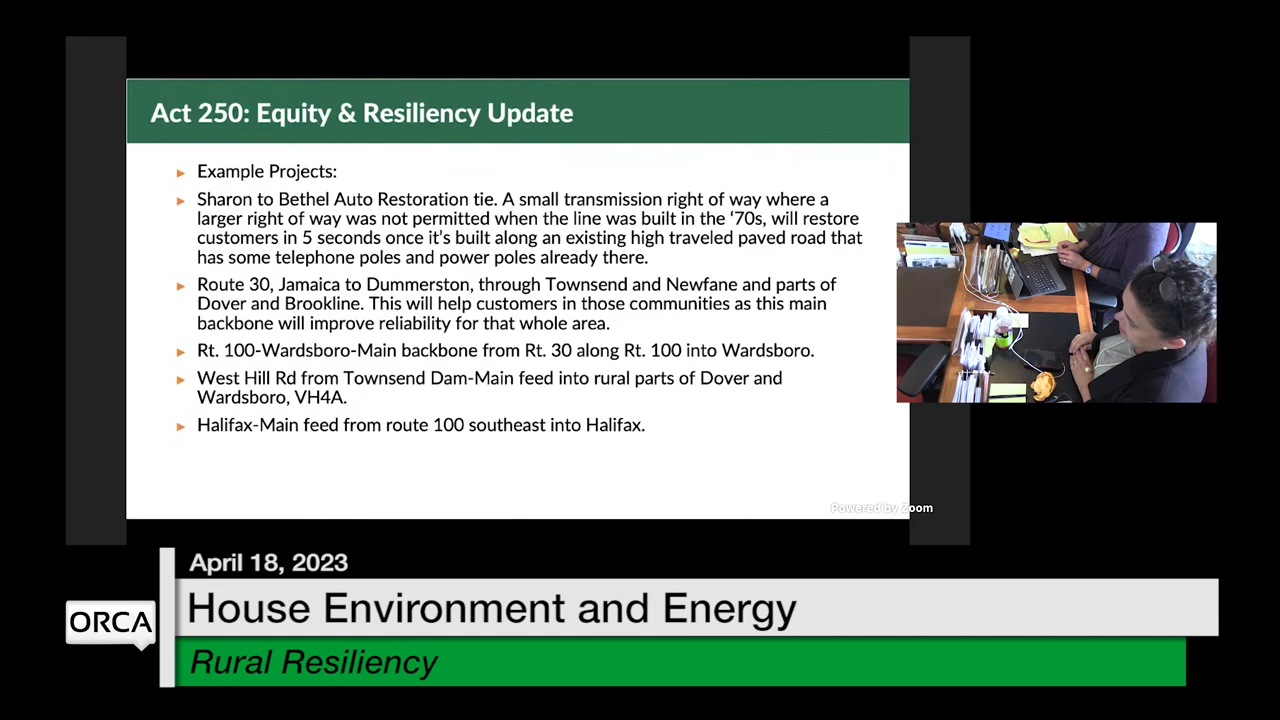 Act 250: Equity & Resiliency Update
Example Projects:
Sharon to Bethel Auto Restoration tie. A small transmission right of way where a
larger right of way was not permitted when the line was built in the ‘70s, will restore
customers in 5 seconds once it’s built along an existing high traveled paved road that
has some telephone poles and power poles already there.
Route 30, Jamaica to Dummerston, through Townsend and Newfane and parts of
Dover and Brookline. This will help customers in those communities as this main
backbone will improve reliability for that whole area.
Rt. 100-Wardsboro-Main backbone from Rt. 30 along Rt. 100 into Wardsboro.
West Hill Rd from Townsend Dam-Main feed into rural parts of Dover and
Wardsboro, VH4A.
Halifax-Main feed from route 100 southeast into Halifax.
Powered by Zoom
April 18, 2023
House Environment and Energy
ORCA
Rural Resiliency